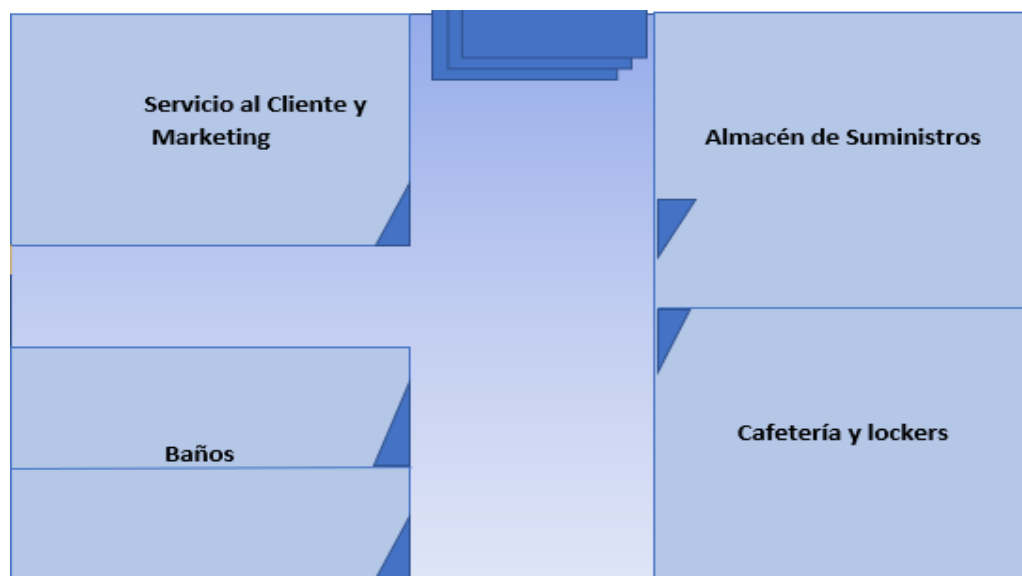 Servicio al Cliente y
Marketing
Almacén de Suministros
Cafetería y lockers
Baños